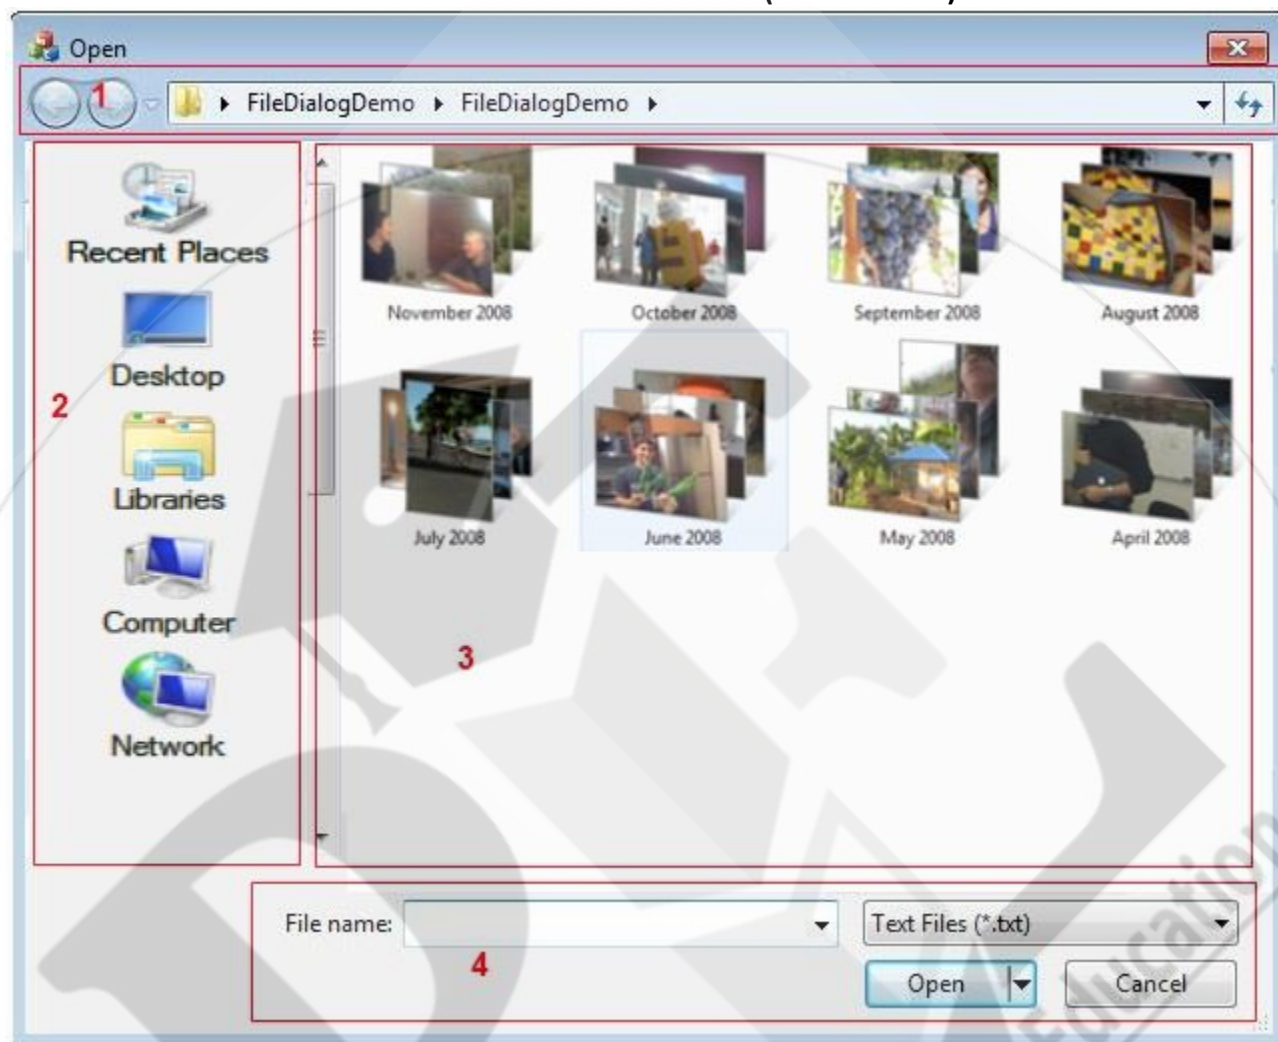 Open
1
FileDialogDemo FileDialogDemo
Recent Places
Desktop
2
Libraries
Computer
Network
November 2008 October 2008 September 2008 August 2008
July 2008 June 2008 May 2008 April 2008
3
File name: Text Files (*.txt)
4
Open Cancel
Education